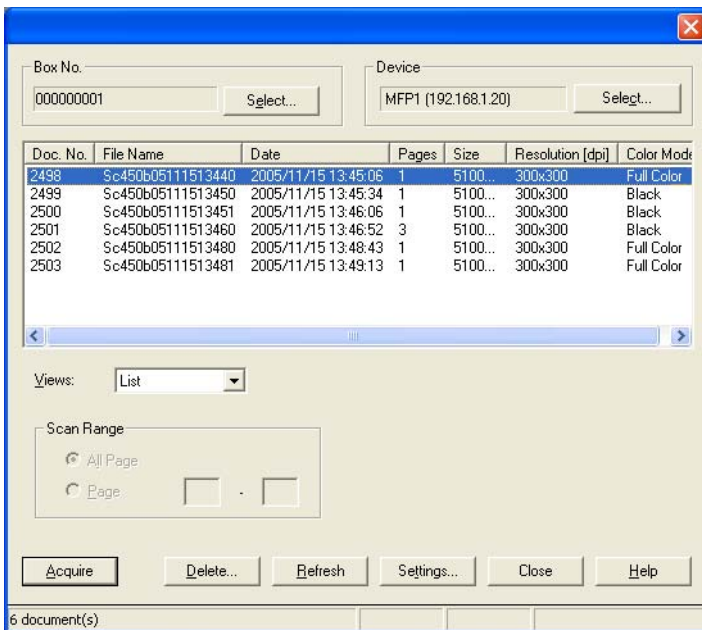 Box No. Device
000000001 Select... MFP1 (192.168.1.20) Select...
Doc. No. File Name Date Pages Size Resolution [dpi] Color Mode
2498 Sc450b05111513440 2005/11/15 13:45:06 1 5100... 300x300 Full Color
2499 Sc450b05111513450 2005/11/15 13:45:34 1 5100... 300x300 Black
2500 Sc450b05111513451 2005/11/15 13:46:06 1 5100... 300x300 Black
2501 Sc450b05111513460 2005/11/15 13:46:52 3 5100... 300x300 Black
2502 Sc450b05111513480 2005/11/15 13:48:43 1 5100... 300x300 Full Color
2503 Sc450b05111513481 2005/11/15 13:49:13 1 5100... 300x300 Full Color
Views: List
Scan Range
All Page
Page -
Acquire Delete... Refresh Settings... Close Help
6 document(s)